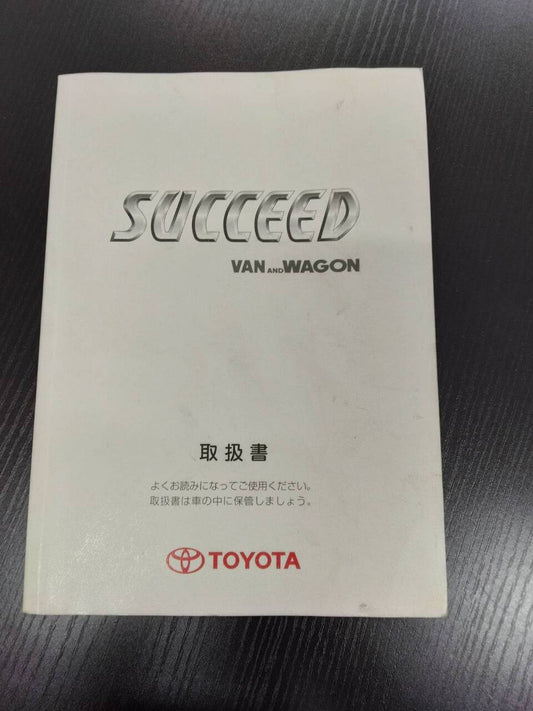 SUCCEED
VAN AND WAGON
取扱書
よくお読みになってご使用ください。
取扱書は車の中に保管しましょう。
TOYOTA